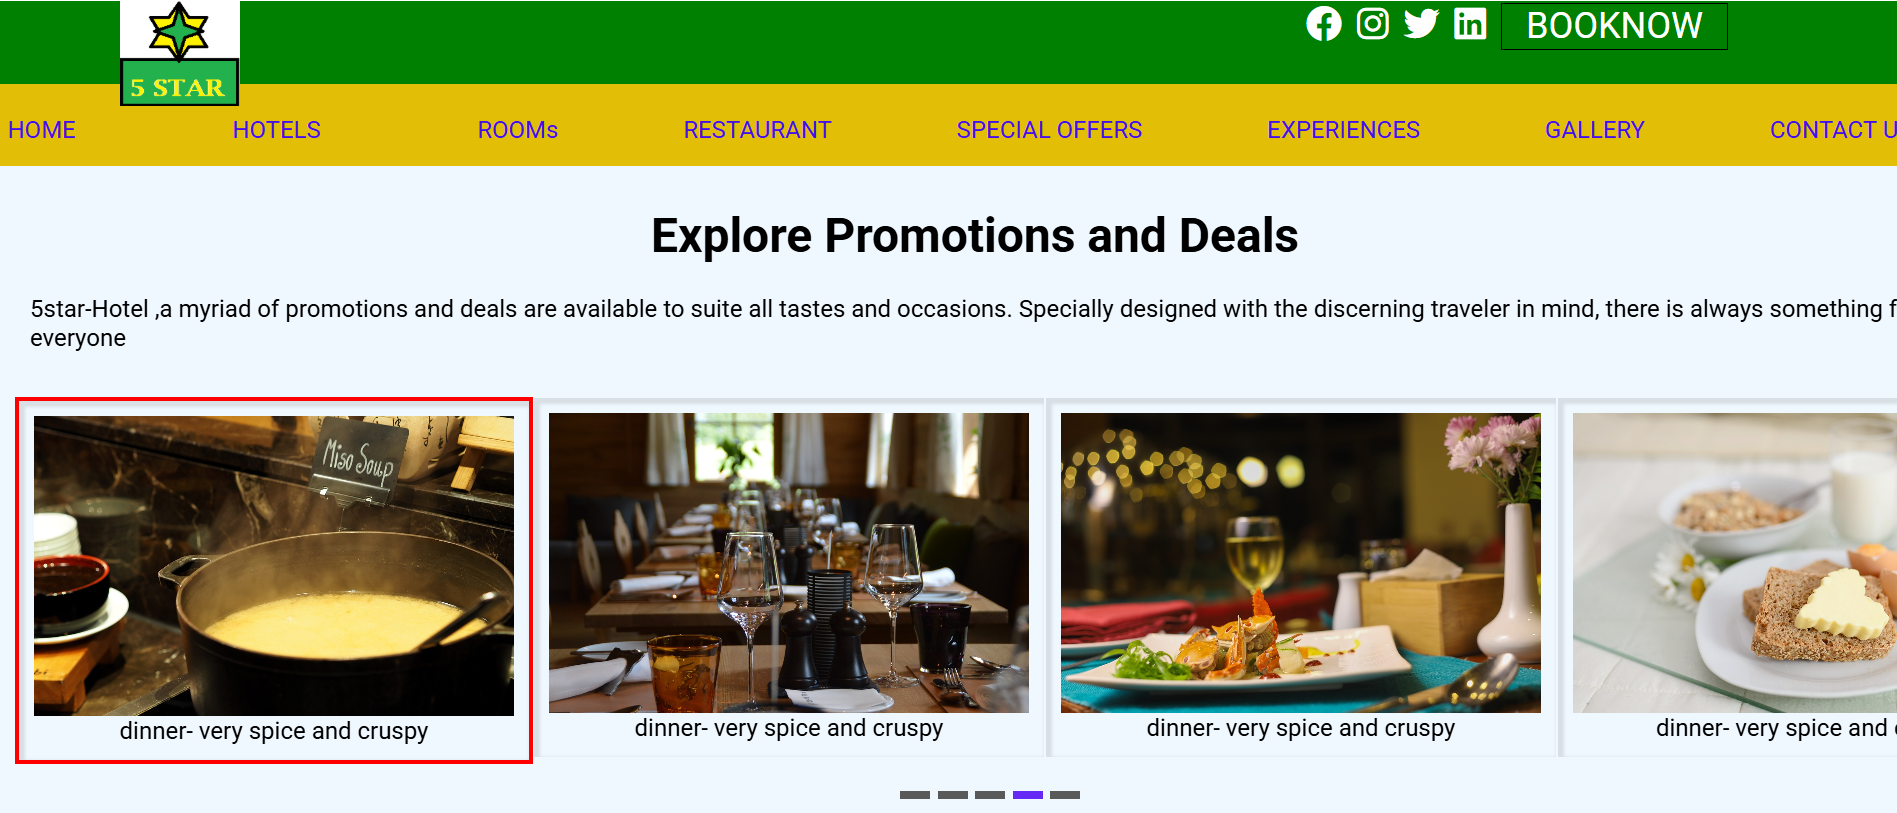 5 STAR
BOOKNOW
HOME HOTELS ROOMs RESTAURANT SPECIAL OFFERS EXPERIENCES GALLERY CONTACT U
Explore Promotions and Deals
5star-Hotel ,a myriad of promotions and deals are available to suite all tastes and occasions. Specially designed with the discerning traveler in mind, there is always something f
everyone
Miso Soup
dinner- very spice and cruspy
dinner- very spice and cruspy
dinner- very spice and cruspy
dinner- very spice and